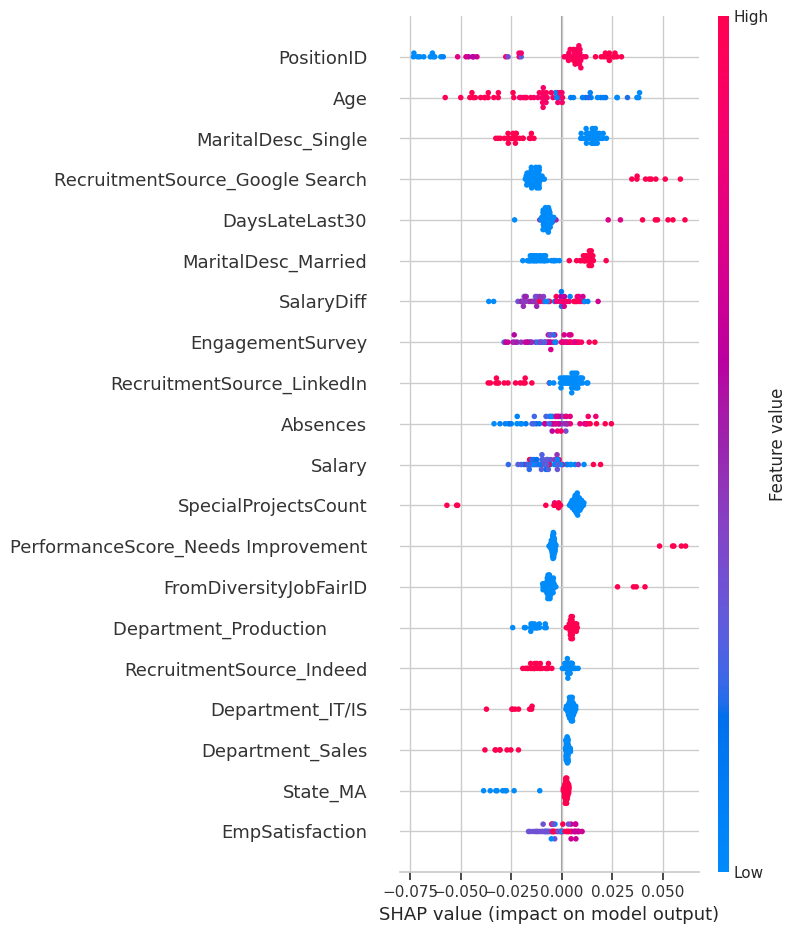 High
PositionID
Age
MaritalDesc_Single
RecruitmentSource_Google Search
DaysLateLast30
MaritalDesc_Married
SalaryDiff
EngagementSurvey
RecruitmentSource_LinkedIn
Absences
Salary
SpecialProjectsCount
PerformanceScore_Needs Improvement
FromDiversityJobFairID
Department_Production
RecruitmentSource_Indeed
Department_IT/IS
Department_Sales
State_MA
EmpSatisfaction
Feature value
Low
−0.075 −0.050 −0.025 0.000 0.025 0.050
SHAP value (impact on model output)